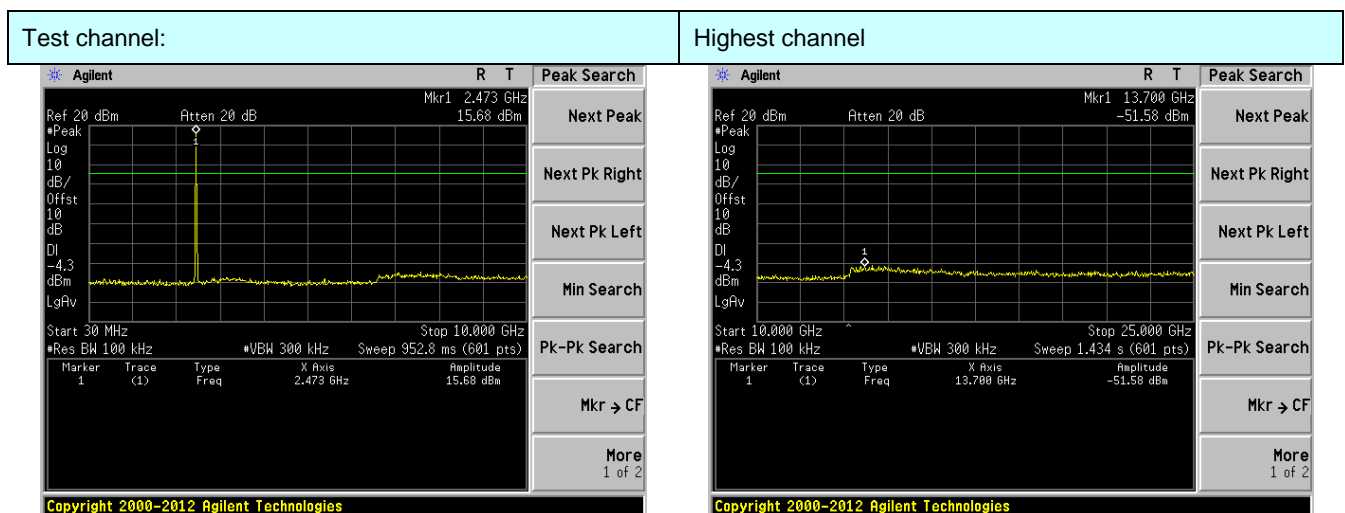 Test channel: Highest channel
Agilent R T Peak Search
Mkr1 2.473 GHz
Ref 20 dBm Atten 20 dB 15.68 dBm
#Peak
Log
10
dB/
Offst
10
dB
DI
-4.3
dBm
LgAv
1
Start 30 MHz Stop 10.000 GHz
#Res BW 100 kHz #VBW 300 kHz Sweep 952.8 ms (601 pts)
Marker Trace Type X Axis Amplitude
1 (1) Freq 2.473 GHz 15.68 dBm
Next Peak
Next Pk Right
Next Pk Left
Min Search
Pk-Pk Search
Mkr → CF
More
1 of 2
Copyright 2000-2012 Agilent Technologies
Agilent R T Peak Search
Mkr1 13.700 GHz
Ref 20 dBm Atten 20 dB -51.58 dBm
#Peak
Log
10
dB/
Offst
10
dB
DI
-4.3
dBm
LgAv
1
Start 10.000 GHz ^ Stop 25.000 GHz
#Res BW 100 kHz #VBW 300 kHz Sweep 1.434 s (601 pts)
Marker Trace Type X Axis Amplitude
1 (1) Freq 13.700 GHz -51.58 dBm
Next Peak
Next Pk Right
Next Pk Left
Min Search
Pk-Pk Search
Mkr → CF
More
1 of 2
Copyright 2000-2012 Agilent Technologies